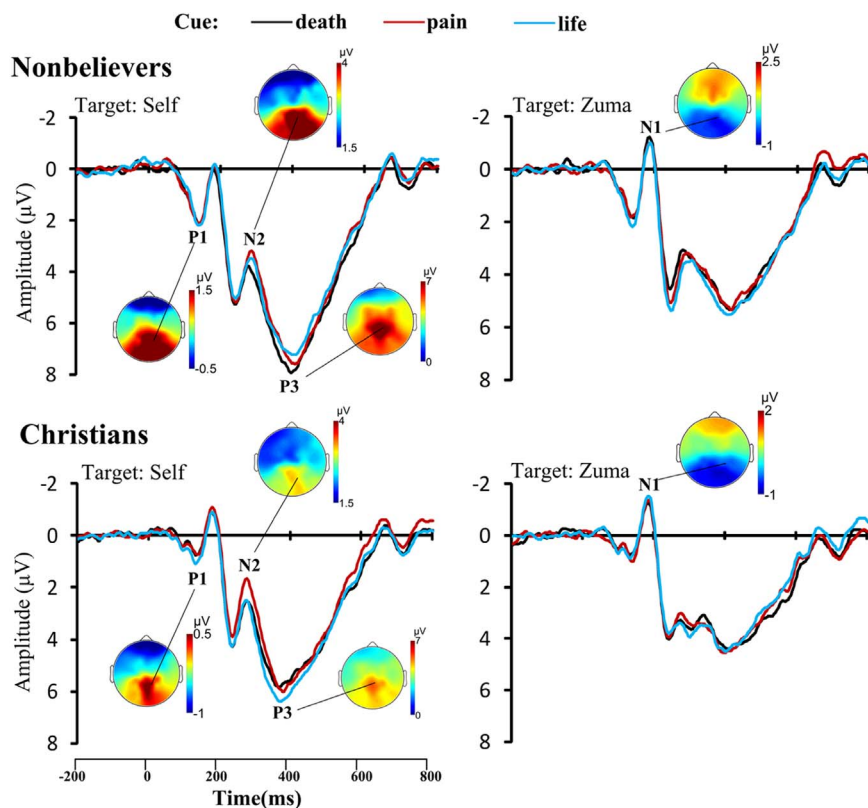 Cue: death pain life
Nonbelievers
Target: Self
Target: Zuma
Amplitude (µV)
-2
0
2
4
6
8
P1
N2
P3
µV
4
1.5
µV
1.5
-0.5
µV
7
0
-2
0
2
4
6
8
N1
µV
2.5
-1
Christians
Target: Self
Target: Zuma
Amplitude (µV)
-2
0
2
4
6
8
P1
N2
P3
µV
4
1.5
µV
0.5
-1
µV
7
0
-2
0
2
4
6
8
N1
µV
2
-1
-200 0 200 400 600 800
Time(ms)